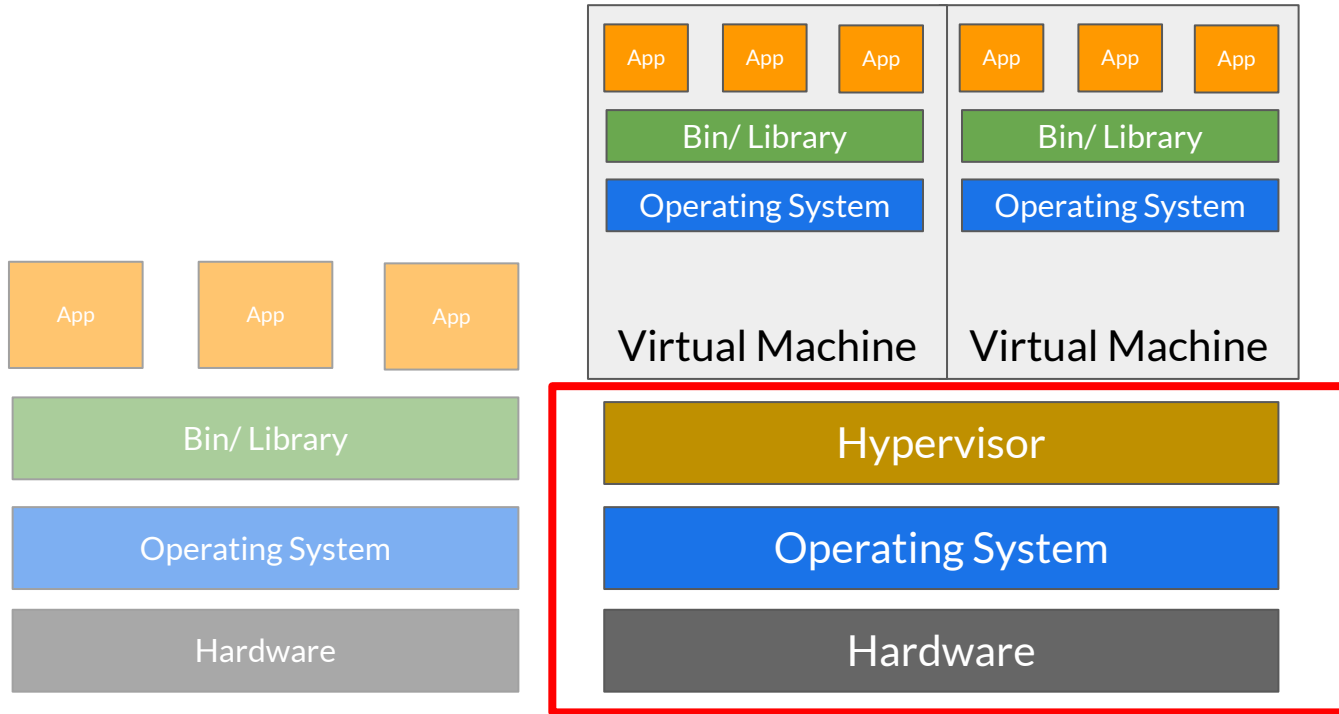 App
App
App
Bin/ Library
Operating System
Hardware
App
App
App
Bin/ Library
Operating System
Virtual Machine
App
App
App
Bin/ Library
Operating System
Virtual Machine
Hypervisor
Operating System
Hardware